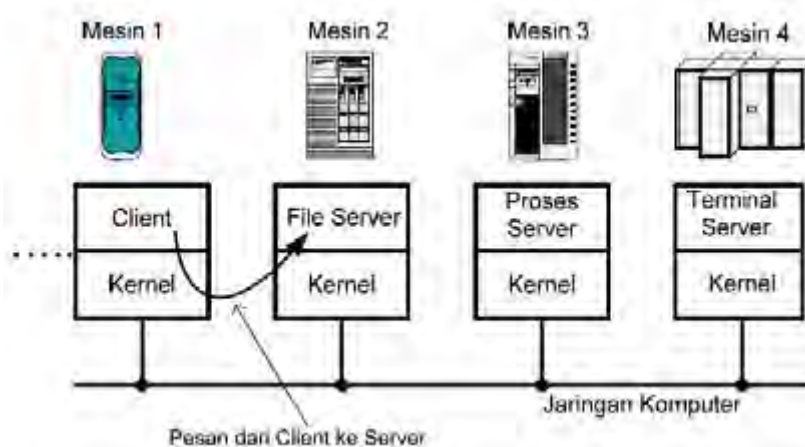 Mesin 1 Mesin 2 Mesin 3 Mesin 4
Client File Server Proses Server Terminal Server
Kernel Kernel Kernel Kernel
Jaringan Komputer
Pesan dari Client ke Server